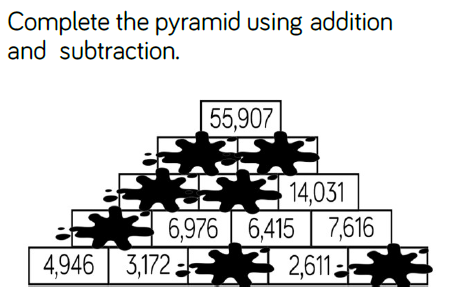 Complete the pyramid using addition
and subtraction.
55,907
14,031
6,976 6,415 7,616
4,946 3,172 2,611